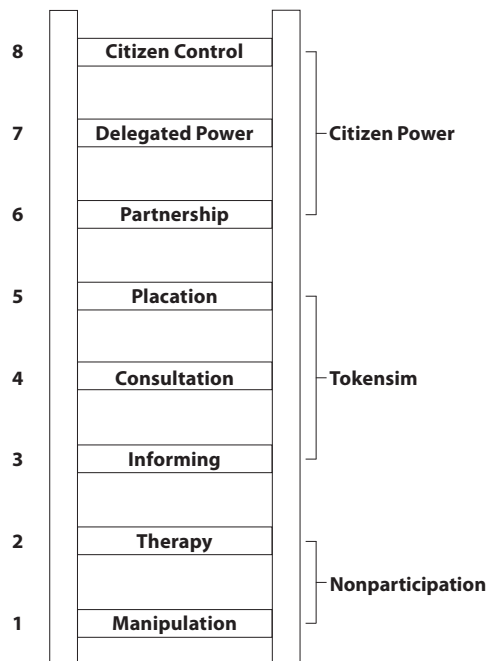 8 Citizen Control
7 Delegated Power Citizen Power
6 Partnership
5 Placation
4 Consultation Tokensim
3 Informing
2 Therapy
Nonparticipation
1 Manipulation